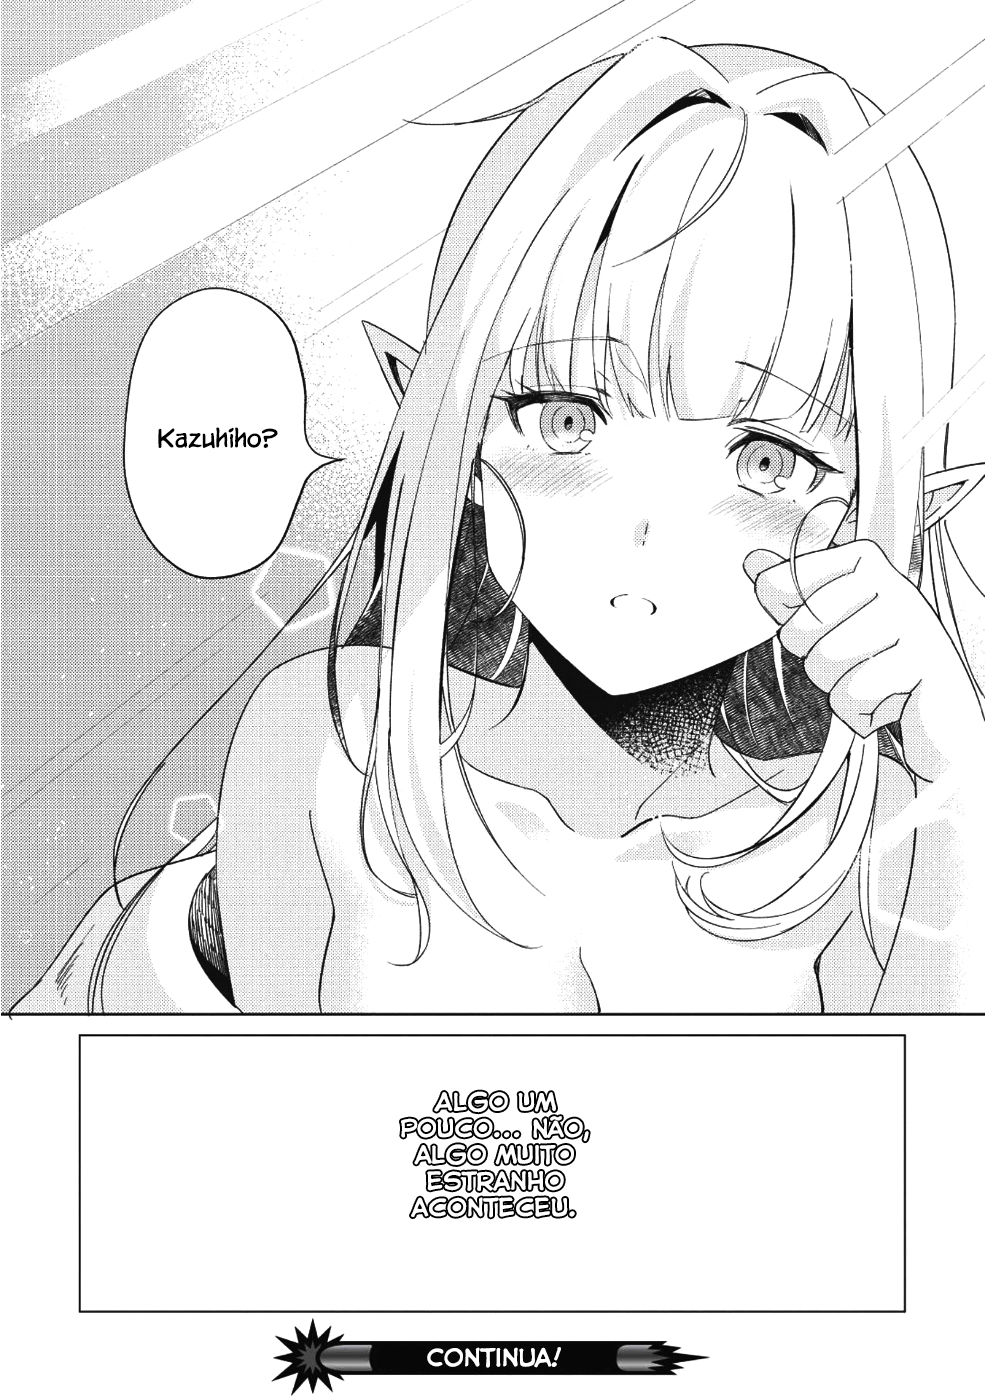 Kazuhiho?
ALGO UM
POUCO... NÃO,
ALGO MUITO
ESTRANHO
ACONTECEU.
CONTINUA!